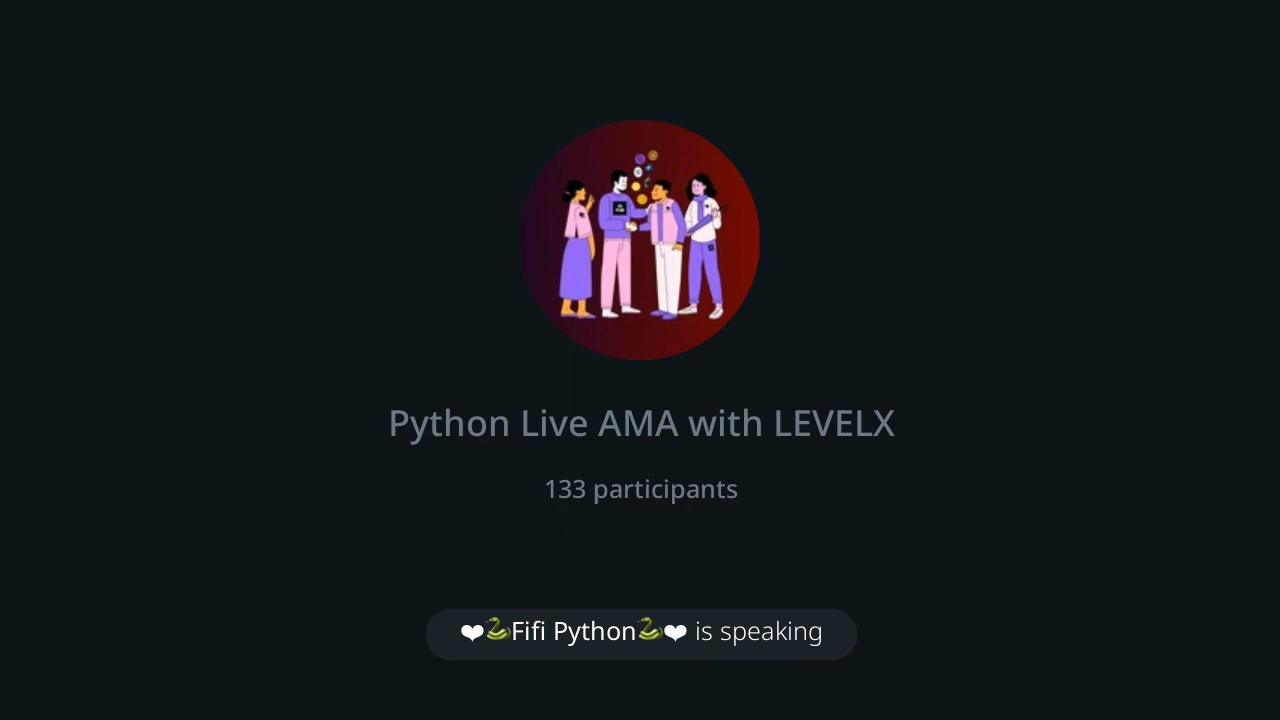 Python Live AMA with LEVELX
133 participants
❤🐍Fifi Python🐍❤ is speaking